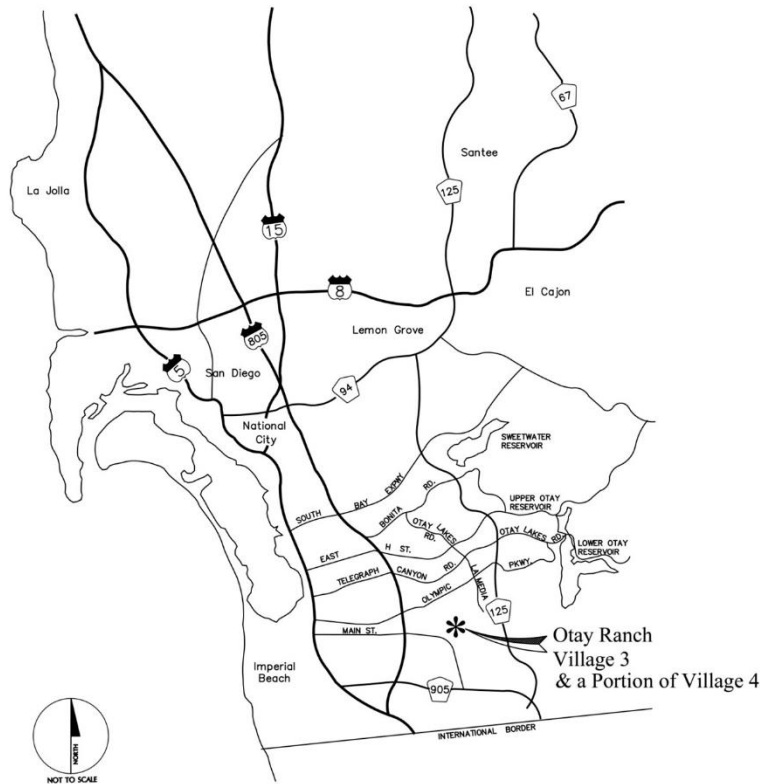 67
Santee
La Jolla
125
15
8
El Cajon
805
Lemon Grove
5
San Diego
94
National
City
SWEETWATER
RESERVOIR
SOUTH BAY EXPWY
BONITA RD.
OTAY LAKES
RD.
UPPER OTAY
RESERVOIR
EAST H ST.
OTAY LAKES RD.
LOWER OTAY
RESERVOIR
TELEGRAPH CANYON RD.
OLYMPIC PKWY.
LA MEDIA
125
MAIN ST.
*
Otay Ranch
Village 3
& a Portion of Village 4
Imperial
Beach
905
INTERNATIONAL BORDER
NORTH
NOT TO SCALE